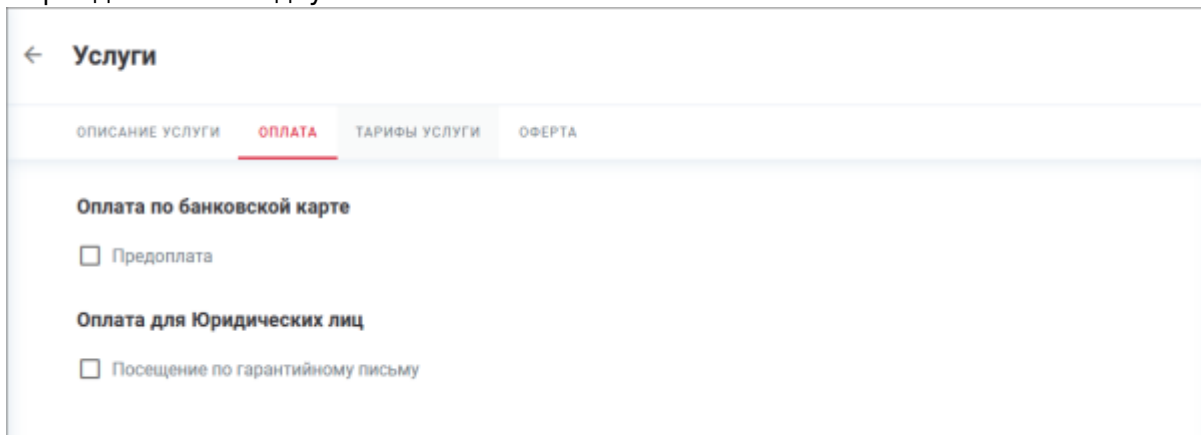 Услуги
ОПИСАНИЕ УСЛУГИ ОПЛАТА ТАРИФЫ УСЛУГИ ОФЕРТА
Оплата по банковской карте
Предоплата
Оплата для Юридических лиц
Посещение по гарантийному письму